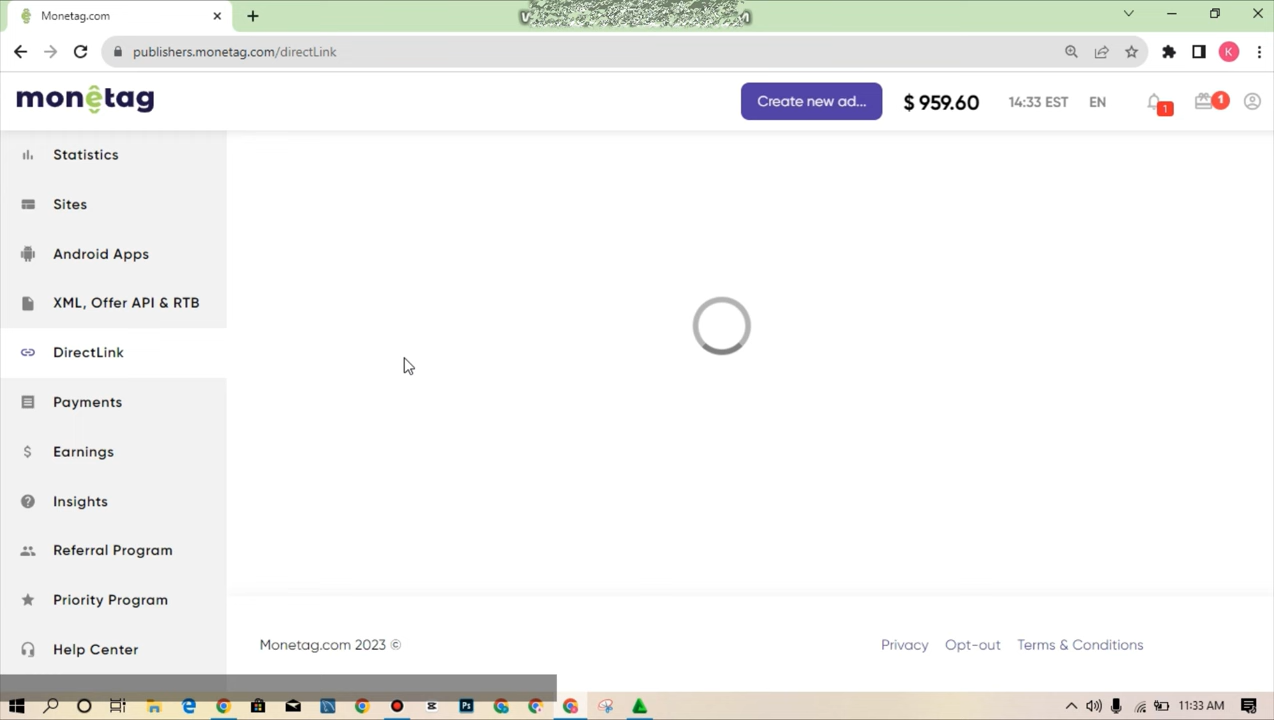 Monetag.com
publishers.monetag.com/directLink
K
monetag
Create new ad...
$ 959.60
14:33 EST
EN
1
1
Statistics
Sites
Android Apps
XML, Offer API & RTB
DirectLink
Payments
Earnings
Insights
Referral Program
Priority Program
Help Center
Monetag.com 2023 ©
Privacy
Opt-out
Terms & Conditions
Ps
11:33 AM